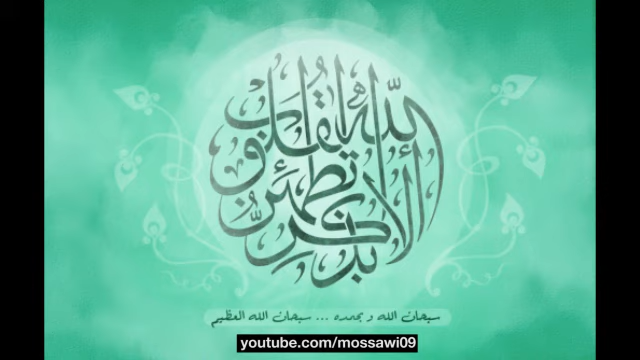 ألا بذكر الله تطمئن القلوب
سبحان الله و بحمده ... سبحان الله العظيم
youtube.com/mossawi09